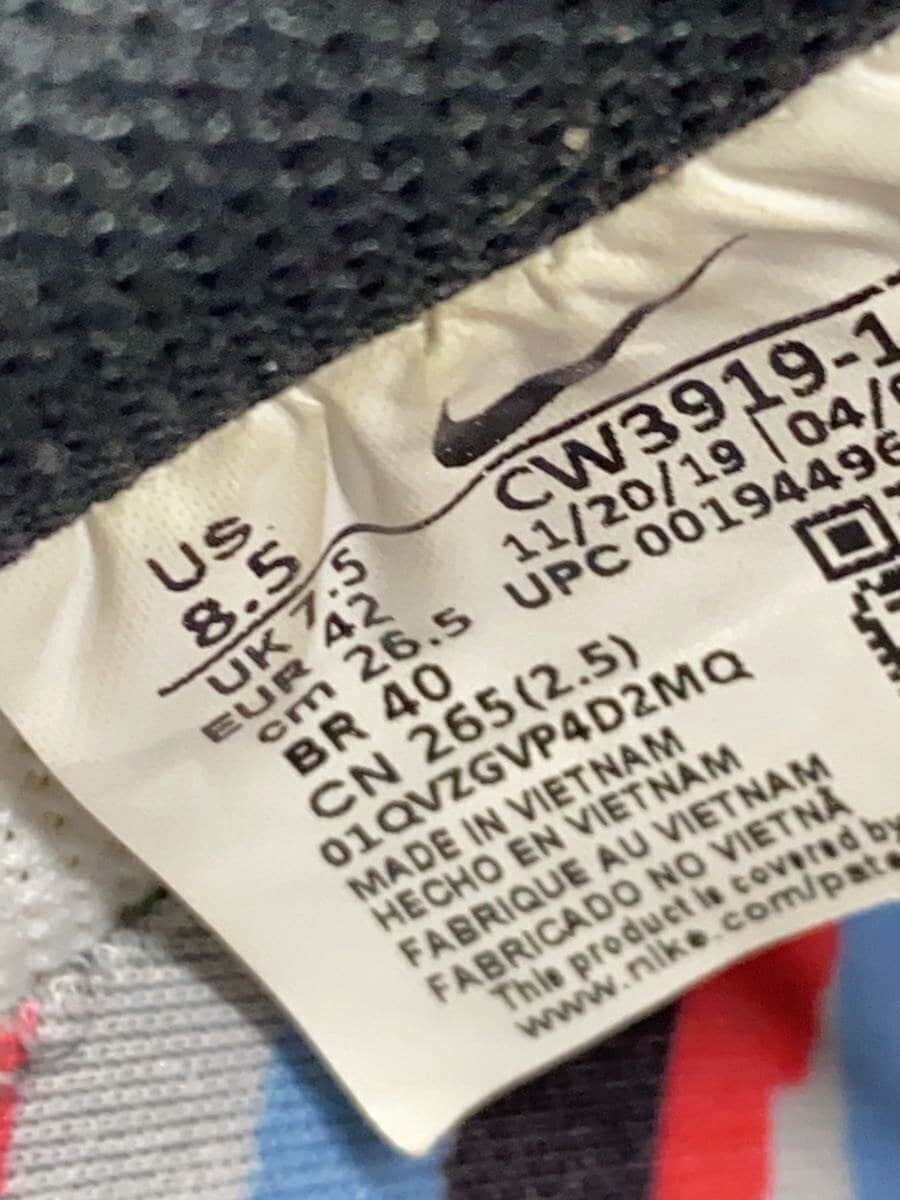 US
8.5
UK 7.5
EUR 42
cm 26.5
BR 40
CN 265(2.5)
01QVZGVP4D2MQ
MADE IN VIETNAM
HECHO EN VIETNAM
FABRIQUE AU VIETNAM
FABRICADO NO VIETNÃ
This product is covered by
www.nike.com/pate
CW3919-1
11/20/19 | 04/
UPC 00194496